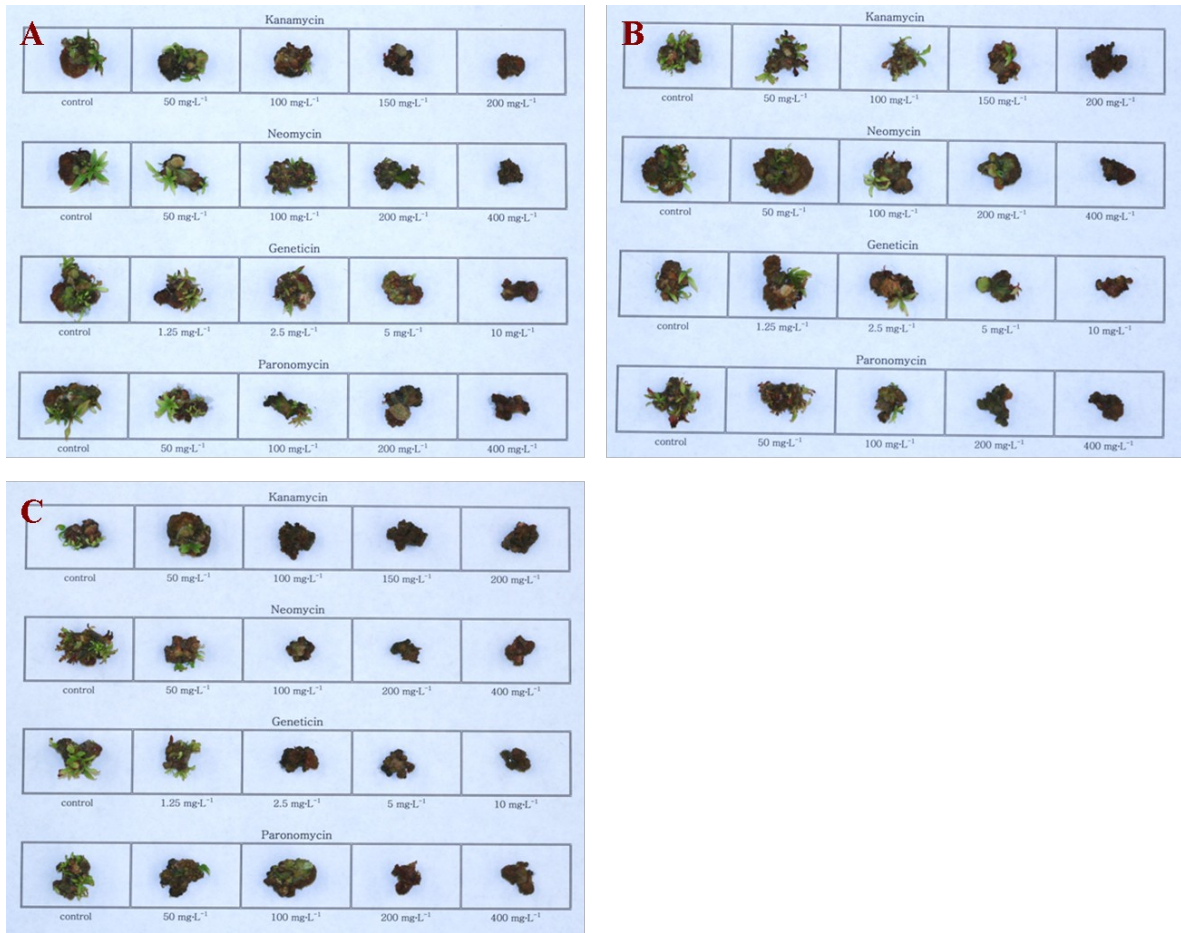 A
Kanamycin
control 50 mg·L⁻¹ 100 mg·L⁻¹ 150 mg·L⁻¹ 200 mg·L⁻¹
Neomycin
control 50 mg·L⁻¹ 100 mg·L⁻¹ 200 mg·L⁻¹ 400 mg·L⁻¹
Geneticin
control 1.25 mg·L⁻¹ 2.5 mg·L⁻¹ 5 mg·L⁻¹ 10 mg·L⁻¹
Paronomycin
control 50 mg·L⁻¹ 100 mg·L⁻¹ 200 mg·L⁻¹ 400 mg·L⁻¹
B
Kanamycin
control 50 mg·L⁻¹ 100 mg·L⁻¹ 150 mg·L⁻¹ 200 mg·L⁻¹
Neomycin
control 50 mg·L⁻¹ 100 mg·L⁻¹ 200 mg·L⁻¹ 400 mg·L⁻¹
Geneticin
control 1.25 mg·L⁻¹ 2.5 mg·L⁻¹ 5 mg·L⁻¹ 10 mg·L⁻¹
Paronomycin
control 50 mg·L⁻¹ 100 mg·L⁻¹ 200 mg·L⁻¹ 400 mg·L⁻¹
C
Kanamycin
control 50 mg·L⁻¹ 100 mg·L⁻¹ 150 mg·L⁻¹ 200 mg·L⁻¹
Neomycin
control 50 mg·L⁻¹ 100 mg·L⁻¹ 200 mg·L⁻¹ 400 mg·L⁻¹
Geneticin
control 1.25 mg·L⁻¹ 2.5 mg·L⁻¹ 5 mg·L⁻¹ 10 mg·L⁻¹
Paronomycin
control 50 mg·L⁻¹ 100 mg·L⁻¹ 200 mg·L⁻¹ 400 mg·L⁻¹